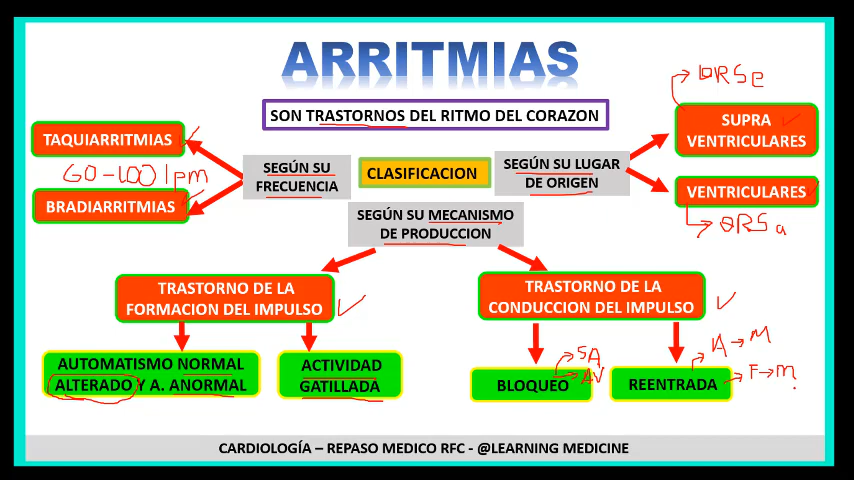 ARRITMIAS
SON TRASTORNOS DEL RITMO DEL CORAZON
QRSe
SUPRA
VENTRICULARES
TAQUIARRITMIAS
60-100 lpm
BRADIARRITMIAS
SEGÚN SU
FRECUENCIA
CLASIFICACION
SEGÚN SU LUGAR
DE ORIGEN
VENTRICULARES
QRSa
SEGÚN SU MECANISMO
DE PRODUCCION
TRASTORNO DE LA
FORMACION DEL IMPULSO
TRASTORNO DE LA
CONDUCCION DEL IMPULSO
AUTOMATISMO NORMAL
ALTERADO Y A. ANORMAL
ACTIVIDAD
GATILLADA
BLOQUEO
SA
AV
REENTRADA
A→M
F→m
CARDIOLOGÍA – REPASO MEDICO RFC - @LEARNING MEDICINE